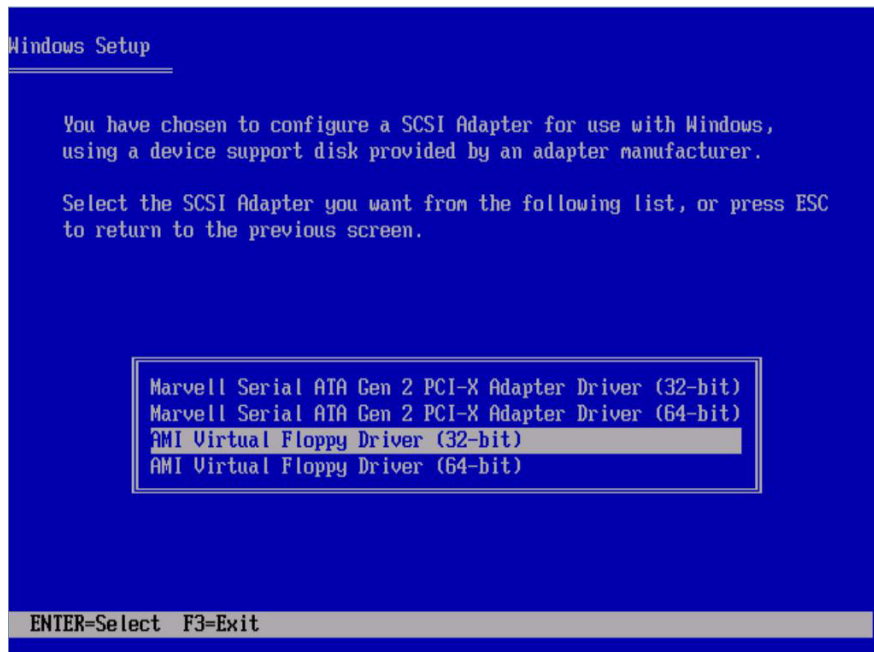 Windows Setup
You have chosen to configure a SCSI Adapter for use with Windows,
using a device support disk provided by an adapter manufacturer.
Select the SCSI Adapter you want from the following list, or press ESC
to return to the previous screen.
Marvell Serial ATA Gen 2 PCI-X Adapter Driver (32-bit)
Marvell Serial ATA Gen 2 PCI-X Adapter Driver (64-bit)
AMI Virtual Floppy Driver (32-bit)
AMI Virtual Floppy Driver (64-bit)
ENTER=Select F3=Exit